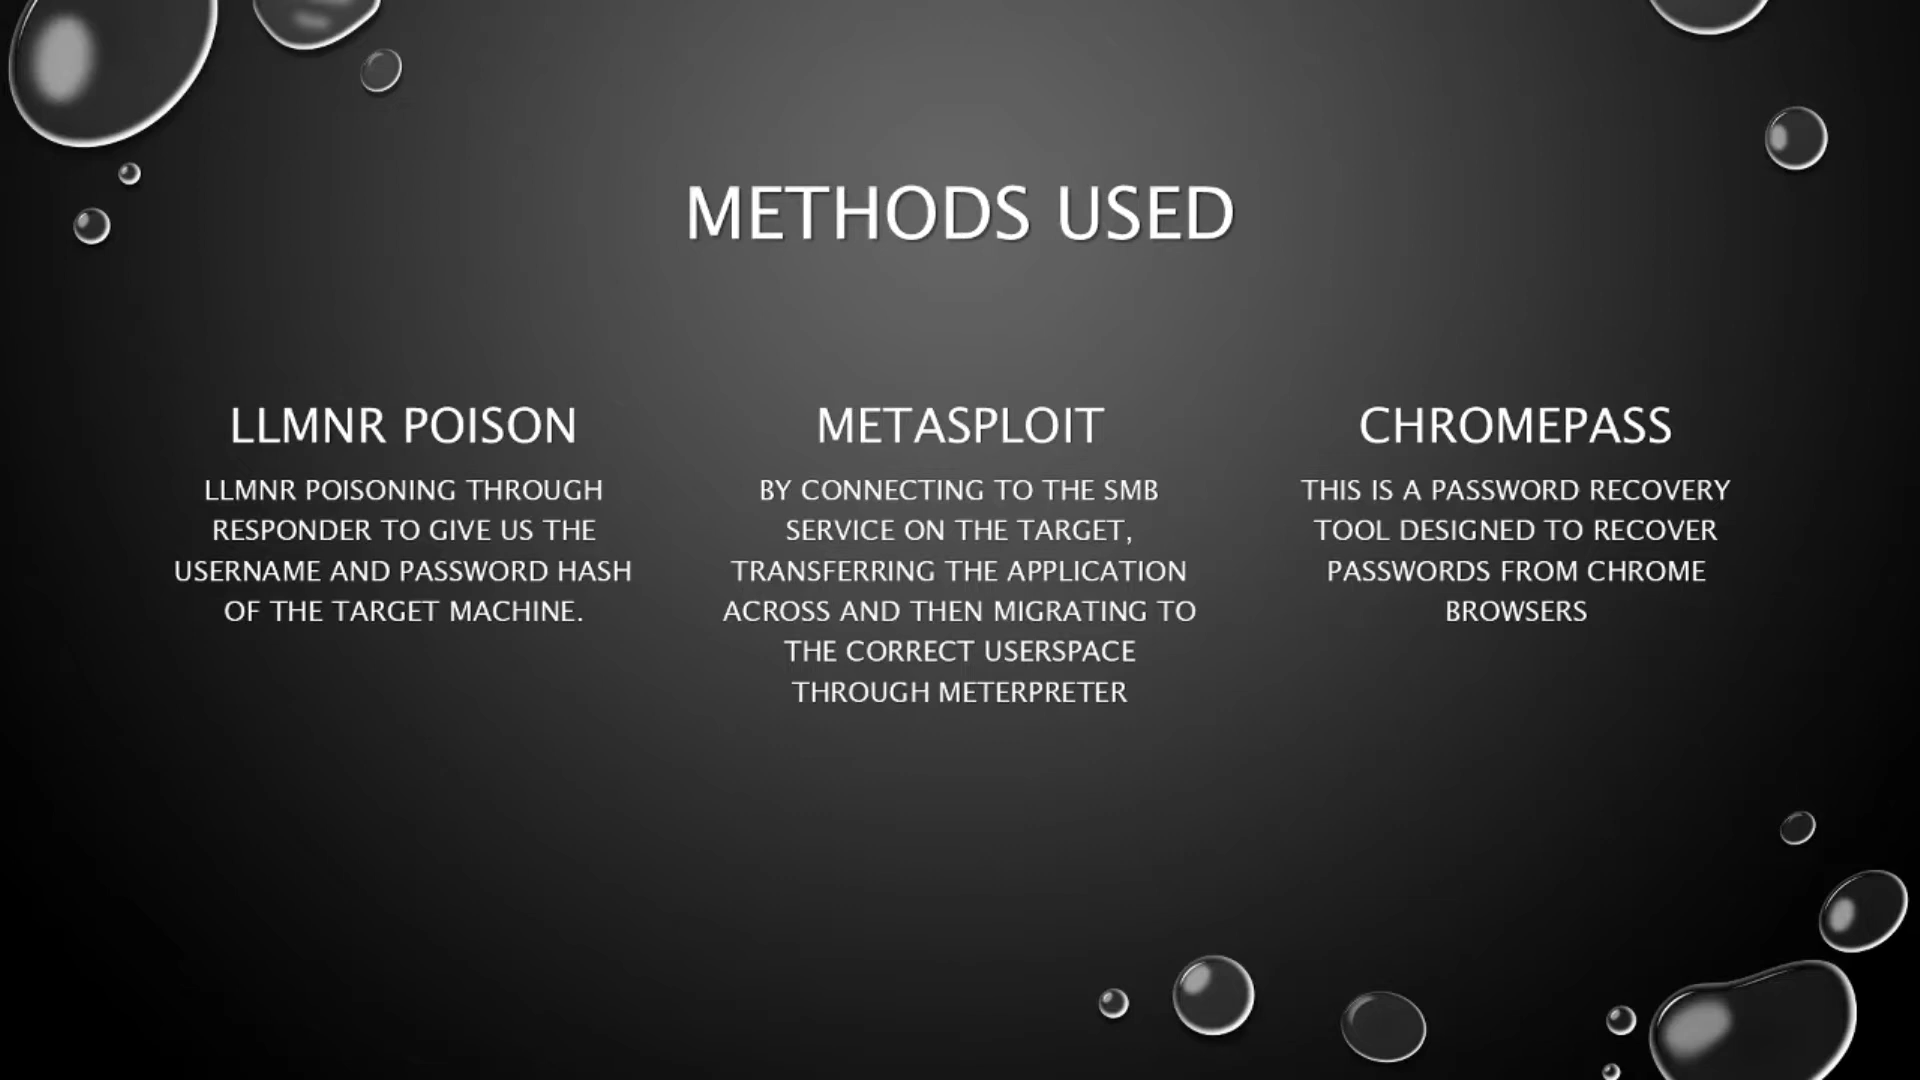 METHODS USED
LLMNR POISON
LLMNR POISONING THROUGH
RESPONDER TO GIVE US THE
USERNAME AND PASSWORD HASH
OF THE TARGET MACHINE.
METASPLOIT
BY CONNECTING TO THE SMB
SERVICE ON THE TARGET,
TRANSFERRING THE APPLICATION
ACROSS AND THEN MIGRATING TO
THE CORRECT USERSPACE
THROUGH METERPRETER
CHROMEPASS
THIS IS A PASSWORD RECOVERY
TOOL DESIGNED TO RECOVER
PASSWORDS FROM CHROME
BROWSERS